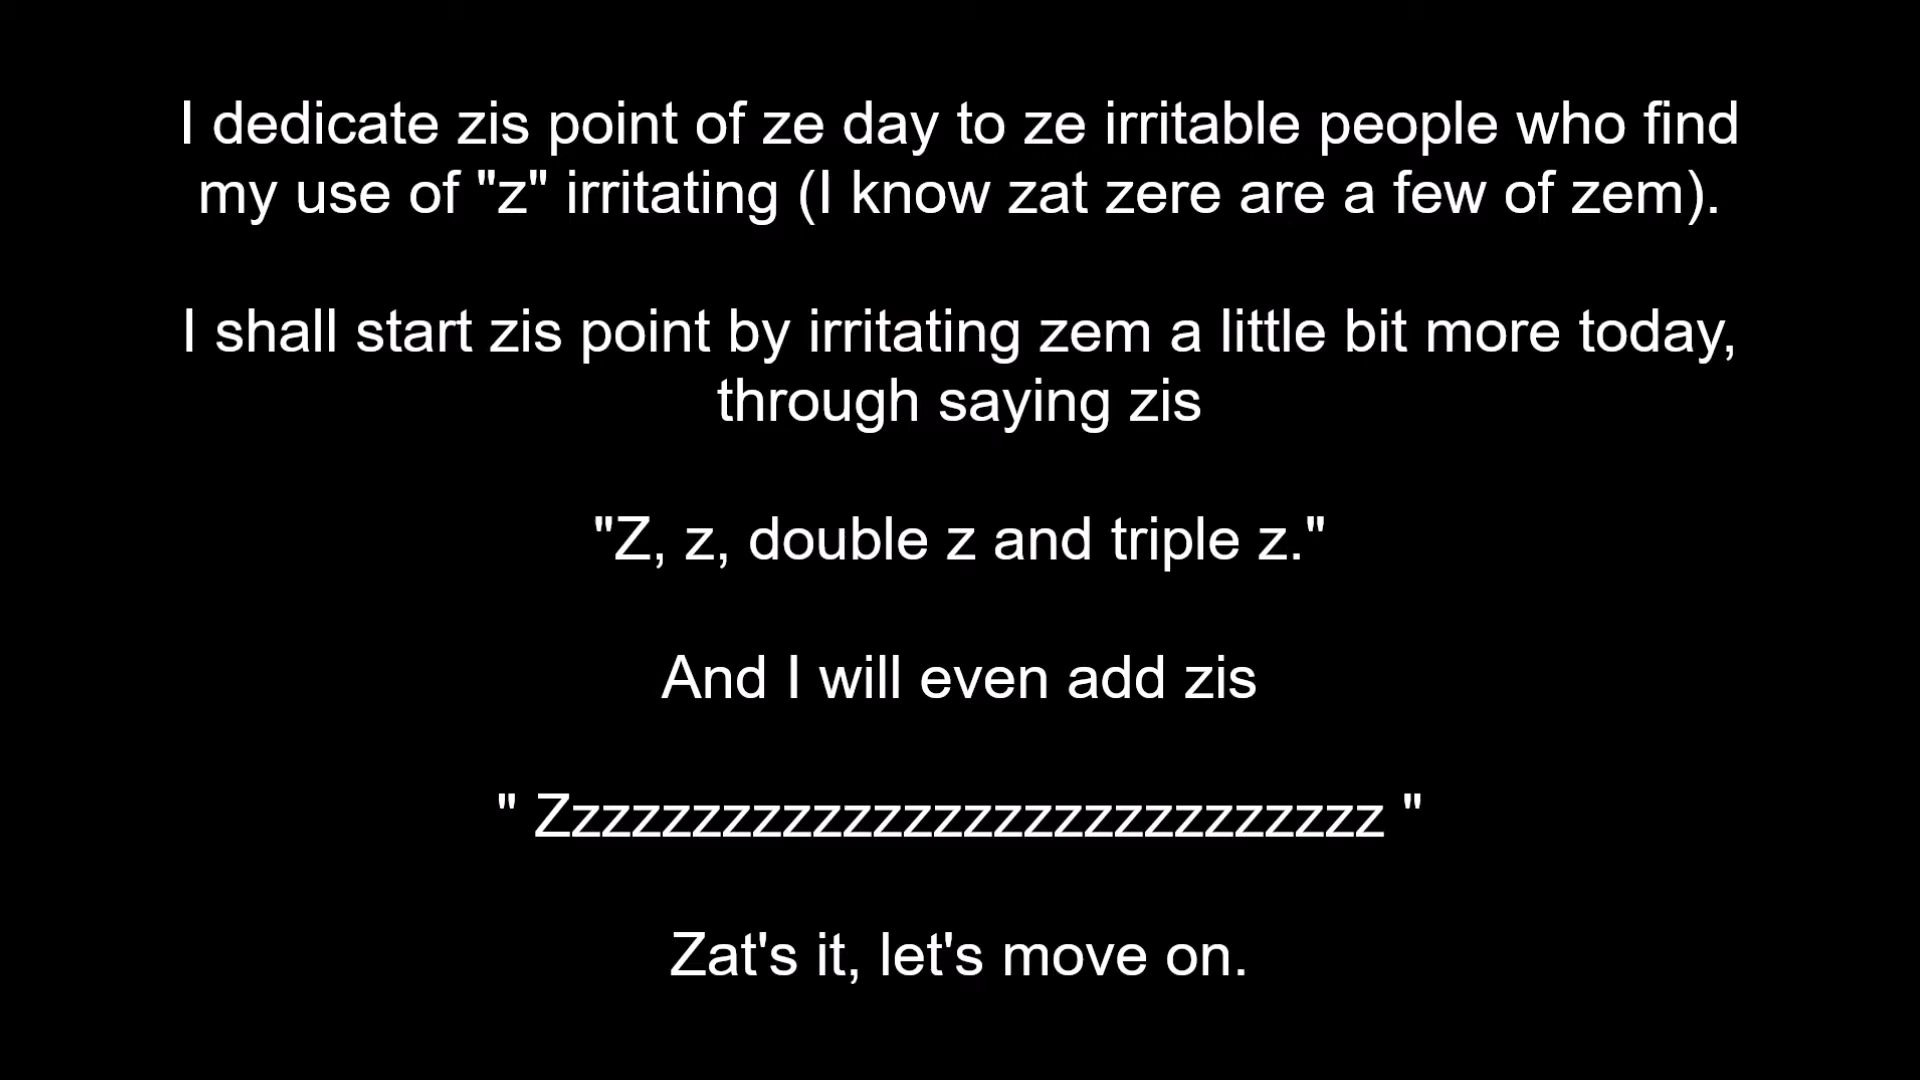 I dedicate zis point of ze day to ze irritable people who find
my use of "z" irritating (I know zat zere are a few of zem).
I shall start zis point by irritating zem a little bit more today,
through saying zis
"Z, z, double z and triple z."
And I will even add zis
" Zzzzzzzzzzzzzzzzzzzzzzzzzzzz "
Zat's it, let's move on.